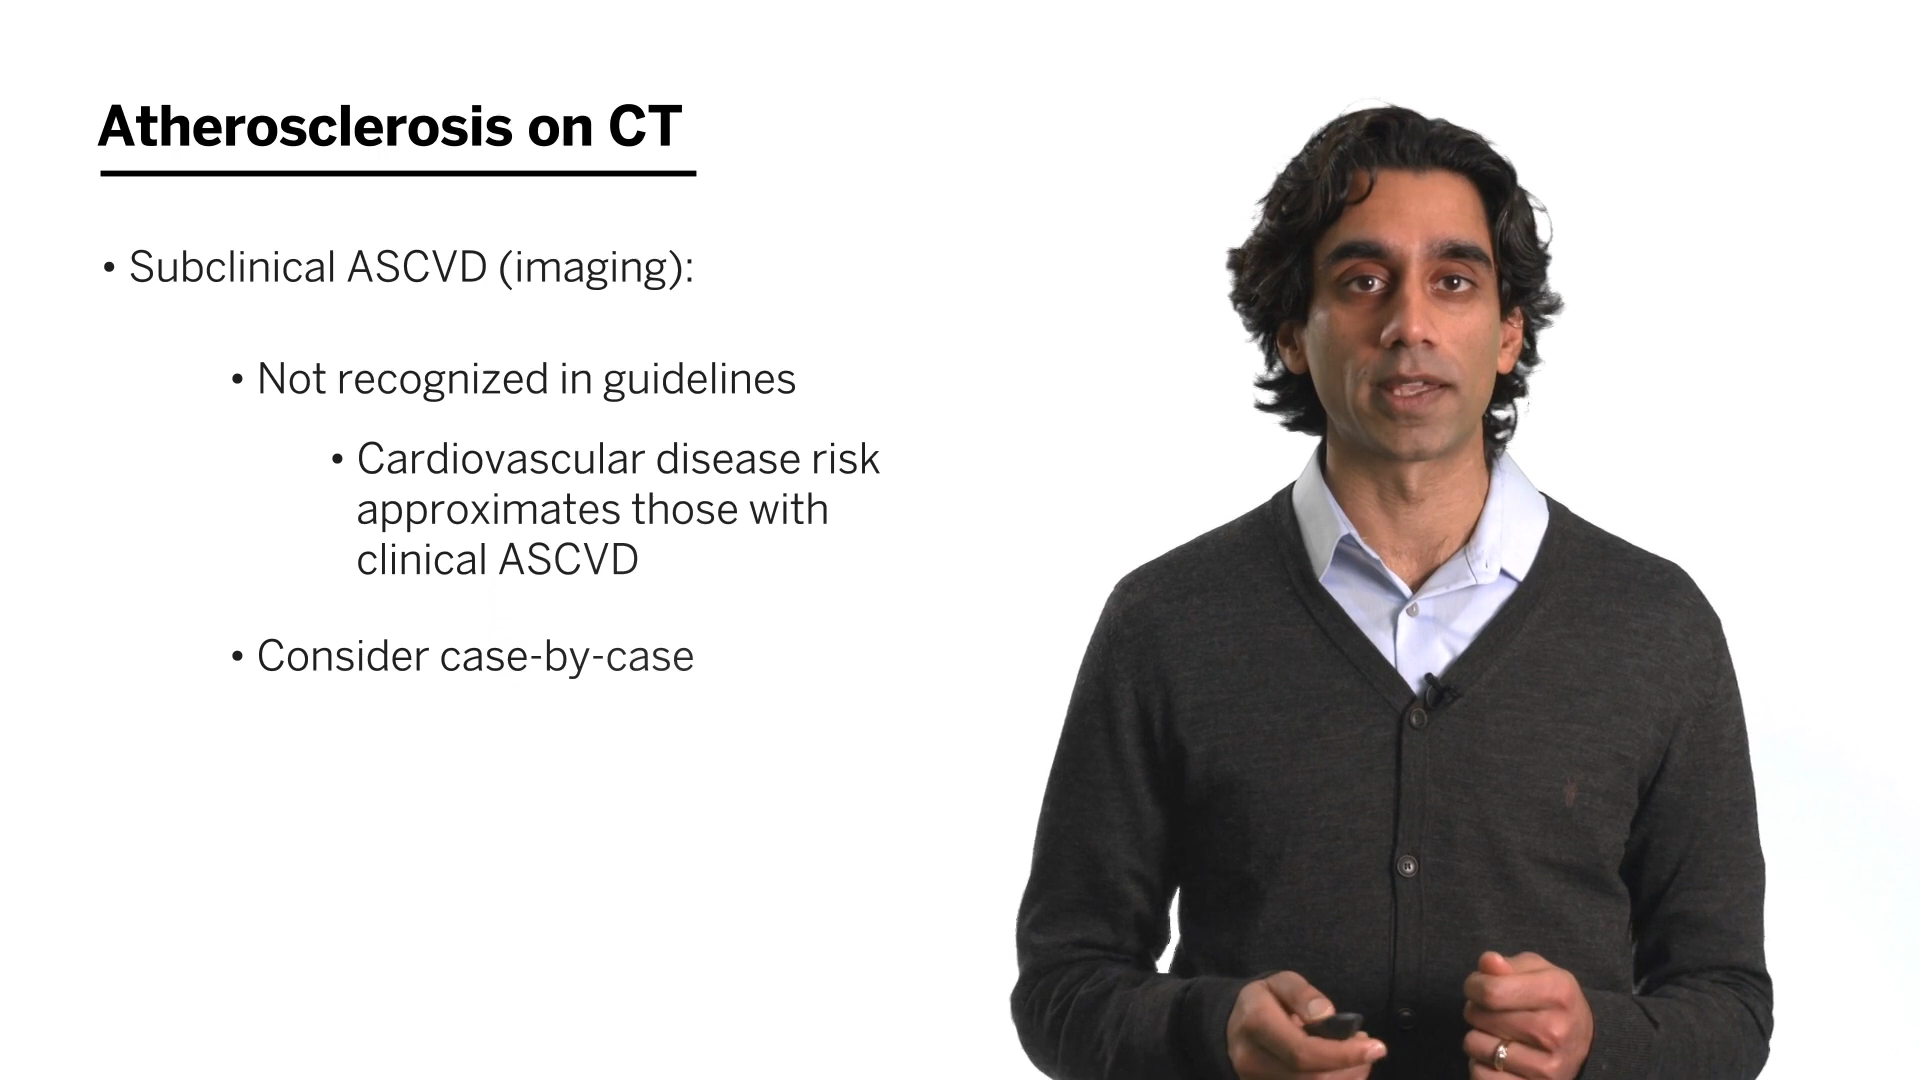 Atherosclerosis on CT
• Subclinical ASCVD (imaging):
• Not recognized in guidelines
• Cardiovascular disease risk
approximates those with
clinical ASCVD
• Consider case-by-case